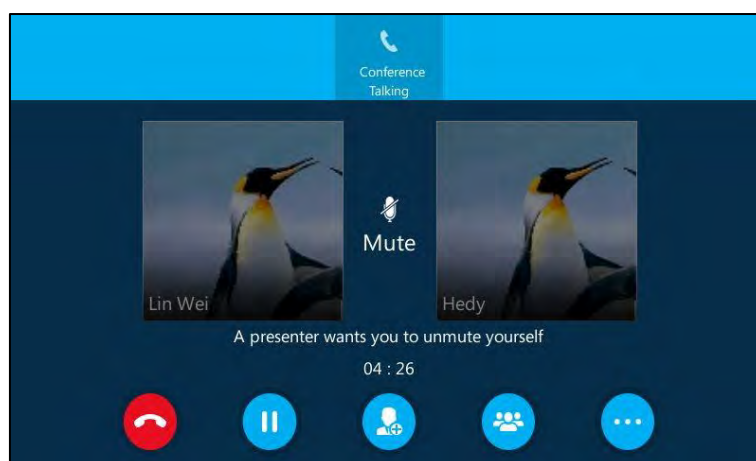 Conference
Talking
Mute
Lin Wei
Hedy
A presenter wants you to unmute yourself
04 : 26